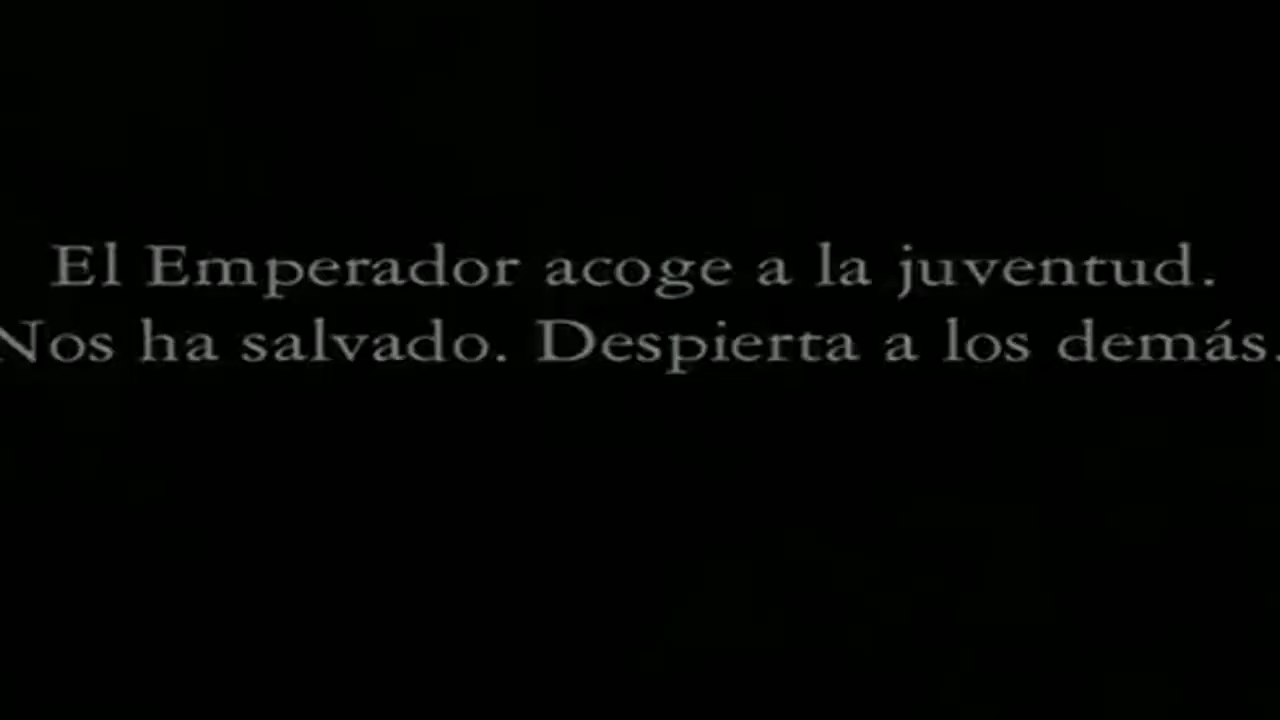 El Emperador acoge a la juventud.
Nos ha salvado. Despierta a los demás.